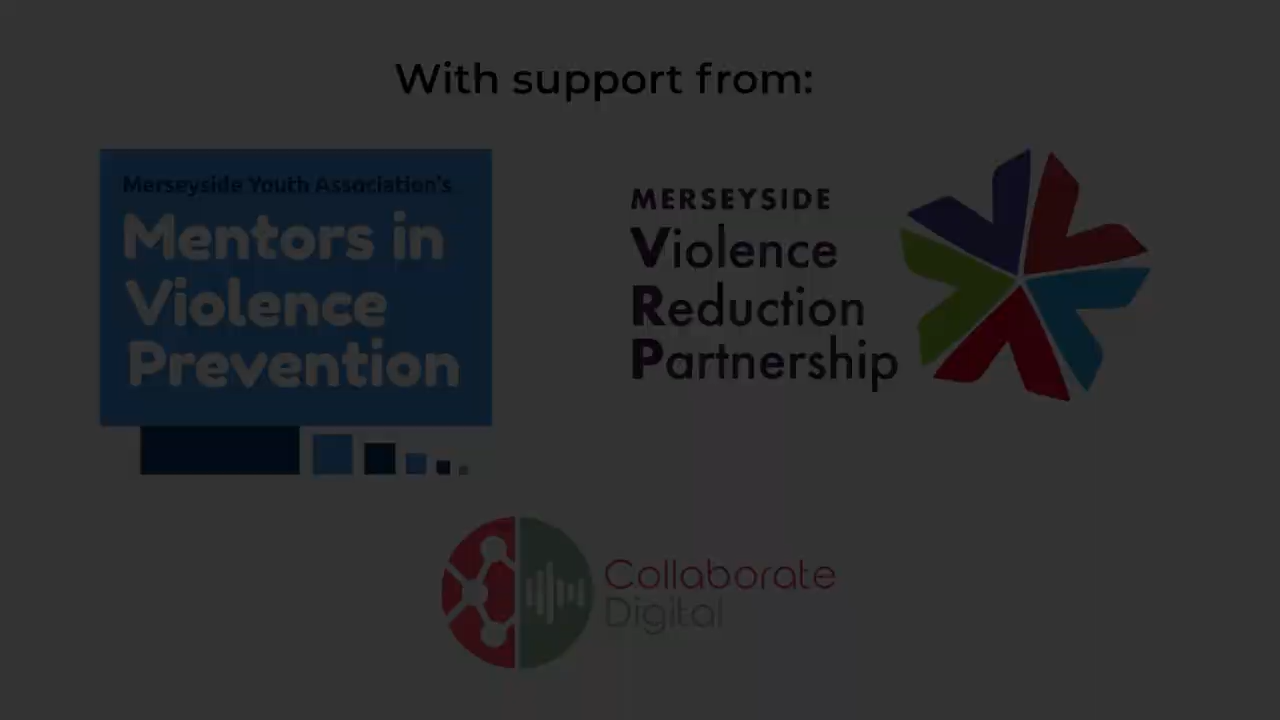 With support from:
Merseyside Youth Association's
Mentors in
Violence
Prevention
MERSEYSIDE
Violence
Reduction
Partnership
Collaborate
Digital